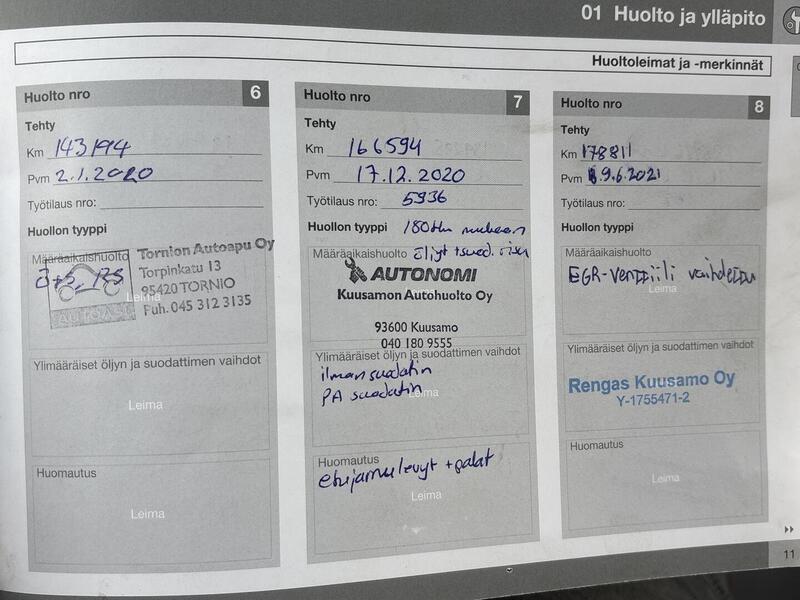 01 Huolto ja ylläpito
Huoltoleimat ja -merkinnät
Huolto nro 6
Tehty
Km 143194
Pvm 2.1.2020
Työtilaus nro:
Huollon tyyppi
Määräaikaishuolto
Tornion Autoapu Oy
Torpinkatu 13
95420 TORNIO
Puh. 045 312 3135
Leima
Ylimääräiset öljyn ja suodattimen vaihdot
Leima
Huomautus
Leima
Huolto nro 7
Tehty
Km 166594
Pvm 17.12.2020
Työtilaus nro: 5936
Huollon tyyppi 180tkm mukaan
Määräaikaishuolto
AUTONOMI
Kuusamon Autohuolto Oy
93600 Kuusamo
040 180 9555
Ylimääräiset öljyn ja suodattimen vaihdot
ilmansuodatin
PA suodatin
Leima
Huomautus
etujarrulevyt + palat
Leima
Huolto nro 8
Tehty
Km 178811
Pvm 9.6.2021
Työtilaus nro:
Huollon tyyppi
Määräaikaishuolto
EGR-venttiili vaihdettu
Leima
Ylimääräiset öljyn ja suodattimen vaihdot
Rengas Kuusamo Oy
Y-1755471-2
Huomautus
Leima
11